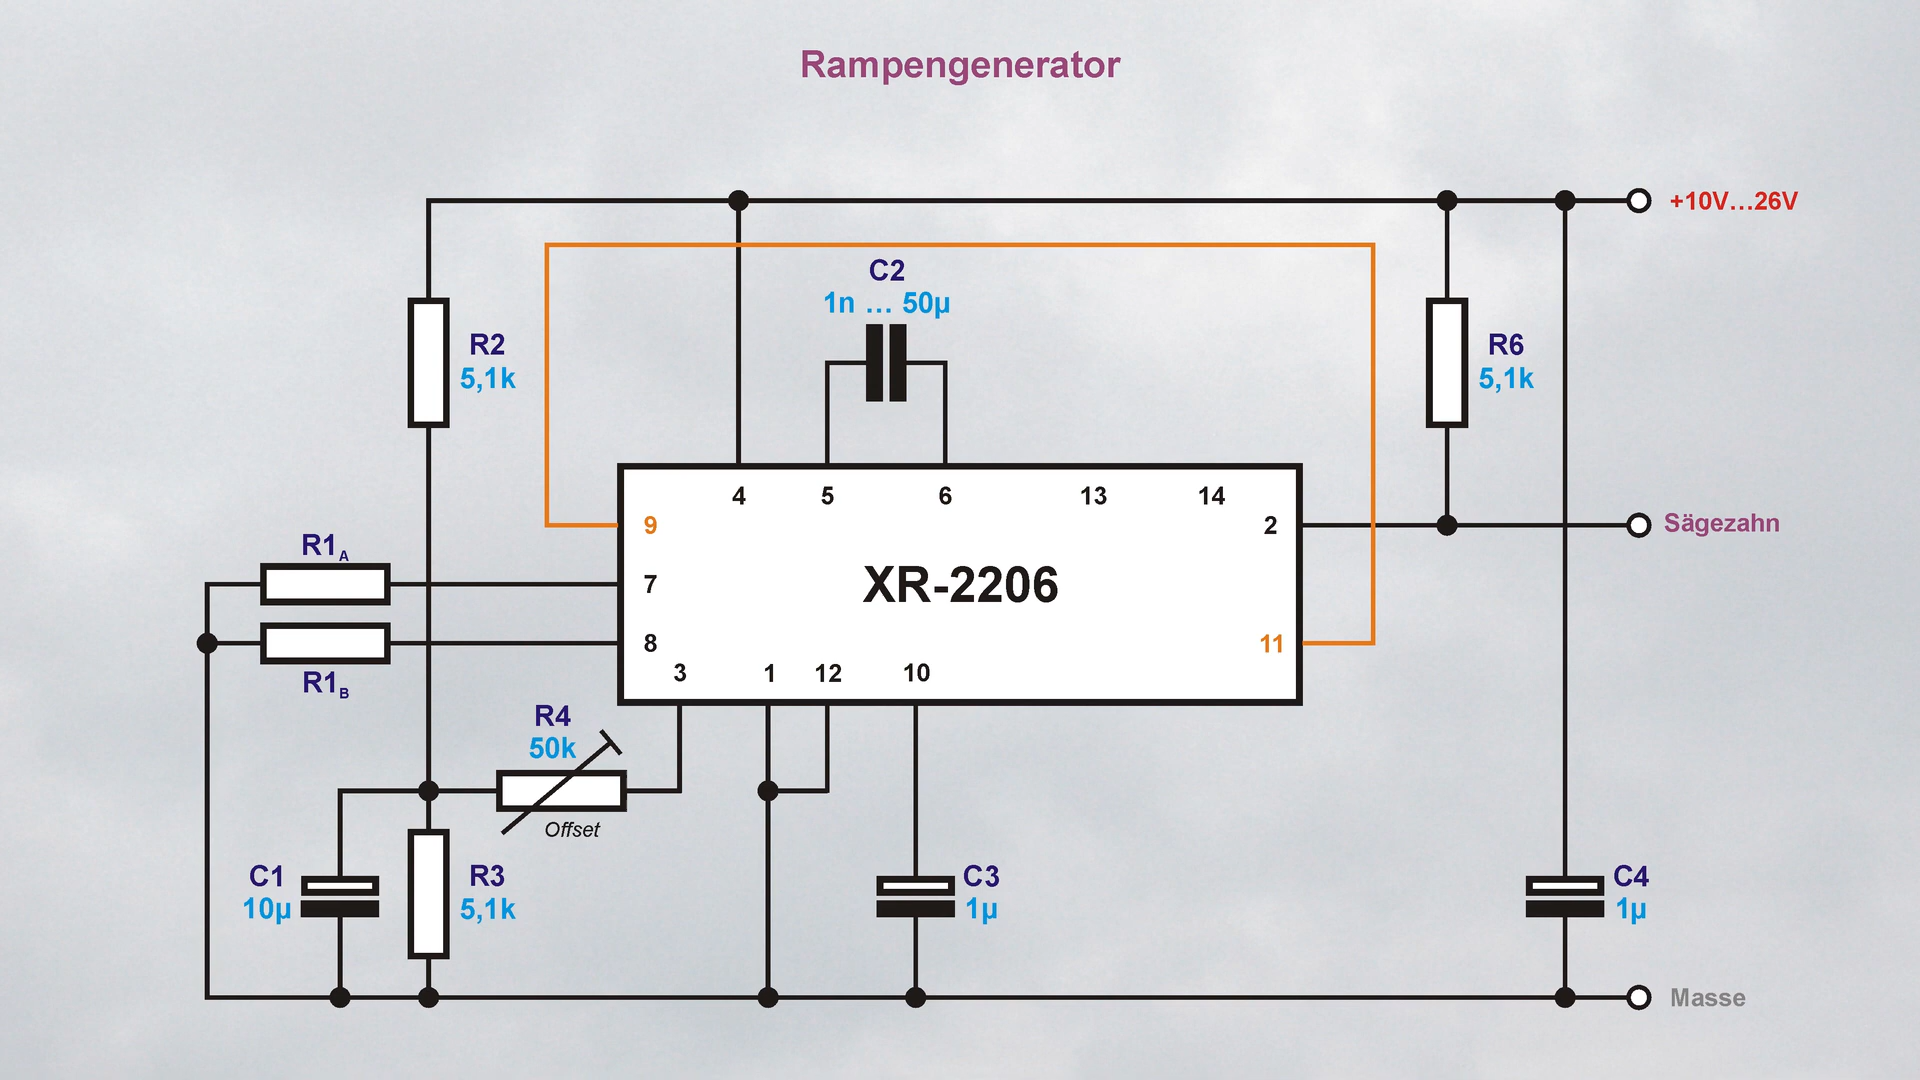 Rampengenerator
+10V...26V
C2
1n ... 50µ
R2
5,1k
R6
5,1k
4
5
6
13
14
9
2
Sägezahn
R1A
7
XR-2206
8
11
R1B
3
1
12
10
R4
50k
Offset
C1
10µ
R3
5,1k
C3
1µ
C4
1µ
Masse